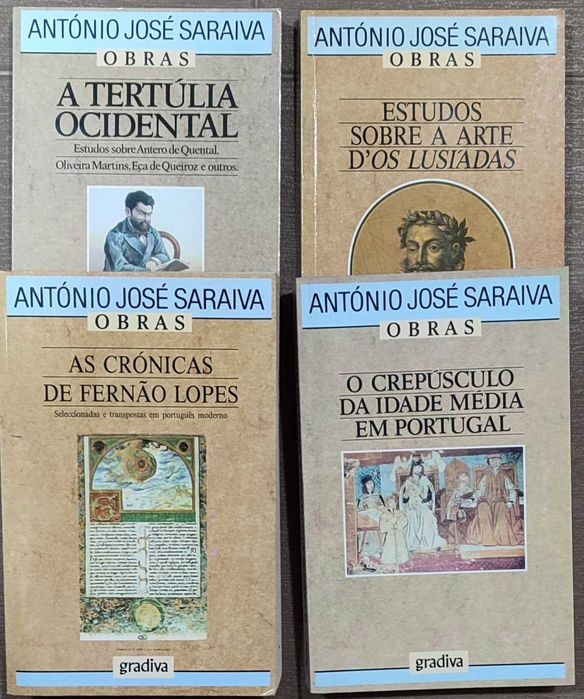 ANTÓNIO JOSÉ SARAIVA
OBRAS
A TERTÚLIA
OCIDENTAL
Estudos sobre Antero de Quental,
Oliveira Martins, Eça de Queiroz e outros.
ANTÓNIO JOSÉ SARAIVA
OBRAS
ESTUDOS
SOBRE A ARTE
D'OS LUSÍADAS
ANTÓNIO JOSÉ SARAIVA
OBRAS
AS CRÓNICAS
DE FERNÃO LOPES
Seleccionadas e transpostas em português moderno
gradiva
ANTÓNIO JOSÉ SARAIVA
OBRAS
O CREPÚSCULO
DA IDADE MÉDIA
EM PORTUGAL
gradiva